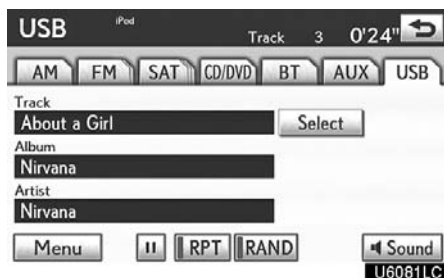 USB iPod Track 3 0'24"
AM FM SAT CD/DVD BT AUX USB
Track
About a Girl Select
Album
Nirvana
Artist
Nirvana
Menu RPT RAND Sound
U6081LC